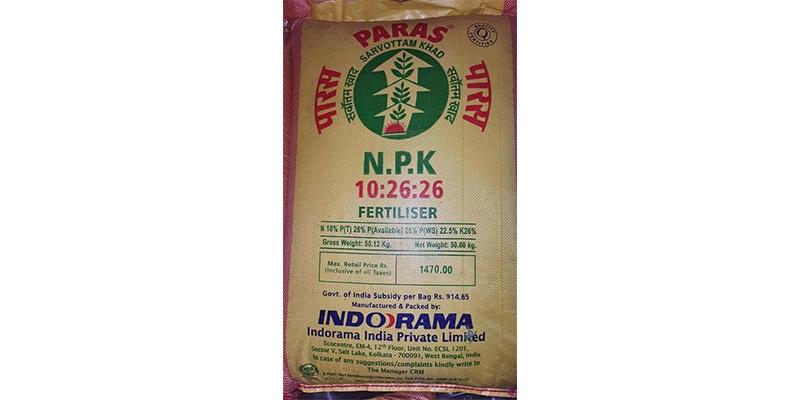 PARAS
SARVOTTAM KHAD
QUALITY
Q
CERTIFIED
पारस
सर्वोत्तम खाद
सर्वोत्तम खाद
पारस
N.P.K
10:26:26
FERTILISER
N 10% P(T) 26% P(Available) 26% P(WS) 22.5% K26%
Gross Weight: 50.12 Kg. Net Weight: 50.00 kg.
Max. Retail Price Rs.
(Inclusive of all Taxes)
1470.00
Govt. of India Subsidy per Bag Rs. 914.65
Manufactured & Packed by:
INDORAMA
Indorama India Private Limited
Ecocentre, EM-4, 12th Floor, Unit No. ECSL 1201,
Sector V, Salt Lake, Kolkata - 700091, West Bengal, India
In case of any suggestions/complaints kindly write to
The Manager CRM